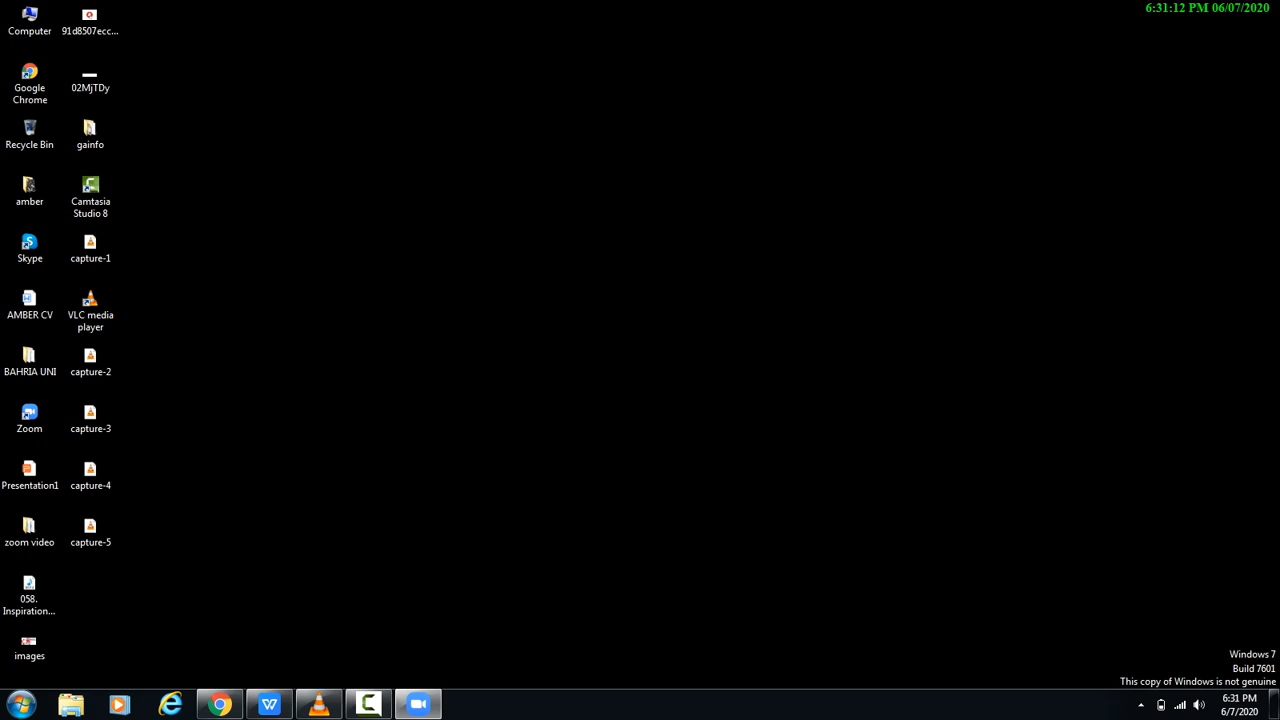 6:31:12 PM 06/07/2020
Computer
91d8507ecc...
Google
Chrome
02MjTDy
Recycle Bin
gainfo
amber
Camtasia
Studio 8
Skype
capture-1
AMBER CV
VLC media
player
BAHRIA UNI
capture-2
Zoom
capture-3
Presentation1
capture-4
zoom video
capture-5
058.
Inspiration...
images
Windows 7
Build 7601
This copy of Windows is not genuine
6:31 PM
6/7/2020